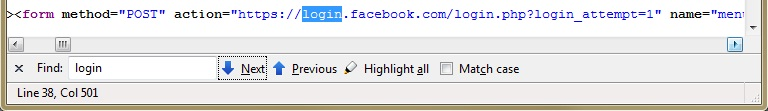 ><form method="POST" action="https://login.facebook.com/login.php?login_attempt=1" name="menu
× Find: login Next Previous Highlight all Match case
Line 38, Col 501